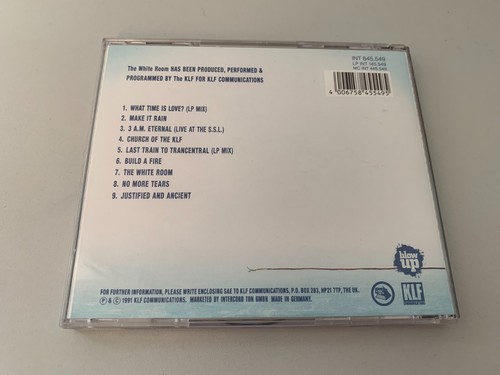 The White Room HAS BEEN PRODUCED, PERFORMED &
PROGRAMMED BY The KLF FOR KLF COMMUNICATIONS
INT 845.549
LP INT 145.549
MC INT 445.549
4 006758 455495
1. WHAT TIME IS LOVE? (LP MIX)
2. MAKE IT RAIN
3. 3 A.M. ETERNAL (LIVE AT THE S.S.L.)
4. CHURCH OF THE KLF
5. LAST TRAIN TO TRANCENTRAL (LP MIX)
6. BUILD A FIRE
7. THE WHITE ROOM
8. NO MORE TEARS
9. JUSTIFIED AND ANCIENT
blow
up
FOR FURTHER INFORMATION, PLEASE WRITE ENCLOSING SAE TO KLF COMMUNICATIONS, P.O. BOX 283, HP21 7TP, THE UK.
℗ & © 1991 KLF COMMUNICATIONS. MARKETED BY INTERCORD TON GMBH MADE IN GERMANY.
KLF